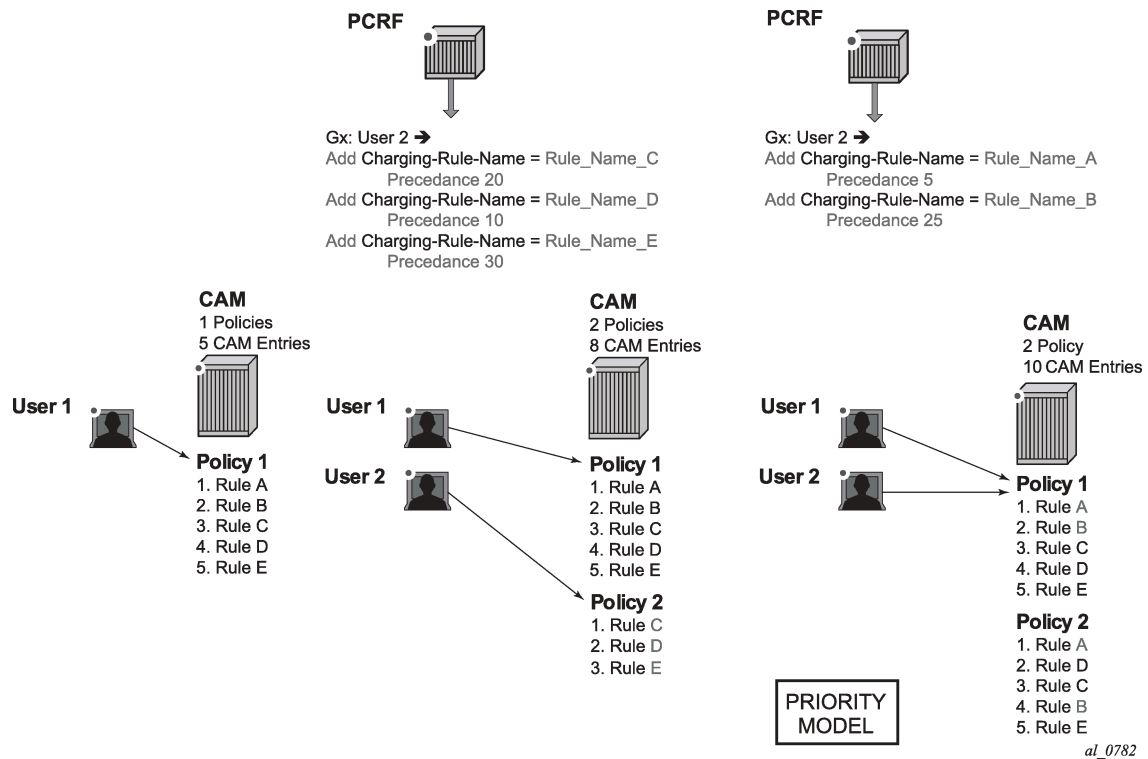 PCRF
Gx: User 2 ➔
Add Charging-Rule-Name = Rule_Name_C
Precedance 20
Add Charging-Rule-Name = Rule_Name_D
Precedance 10
Add Charging-Rule-Name = Rule_Name_E
Precedance 30
PCRF
Gx: User 2 ➔
Add Charging-Rule-Name = Rule_Name_A
Precedance 5
Add Charging-Rule-Name = Rule_Name_B
Precedance 25
CAM
1 Policies
5 CAM Entries
User 1
Policy 1
1. Rule A
2. Rule B
3. Rule C
4. Rule D
5. Rule E
CAM
2 Policies
8 CAM Entries
User 1
User 2
Policy 1
1. Rule A
2. Rule B
3. Rule C
4. Rule D
5. Rule E
Policy 2
1. Rule C
2. Rule D
3. Rule E
CAM
2 Policy
10 CAM Entries
User 1
User 2
Policy 1
1. Rule A
2. Rule B
3. Rule C
4. Rule D
5. Rule E
Policy 2
1. Rule A
2. Rule D
3. Rule C
4. Rule B
5. Rule E
PRIORITY
MODEL
al_0782